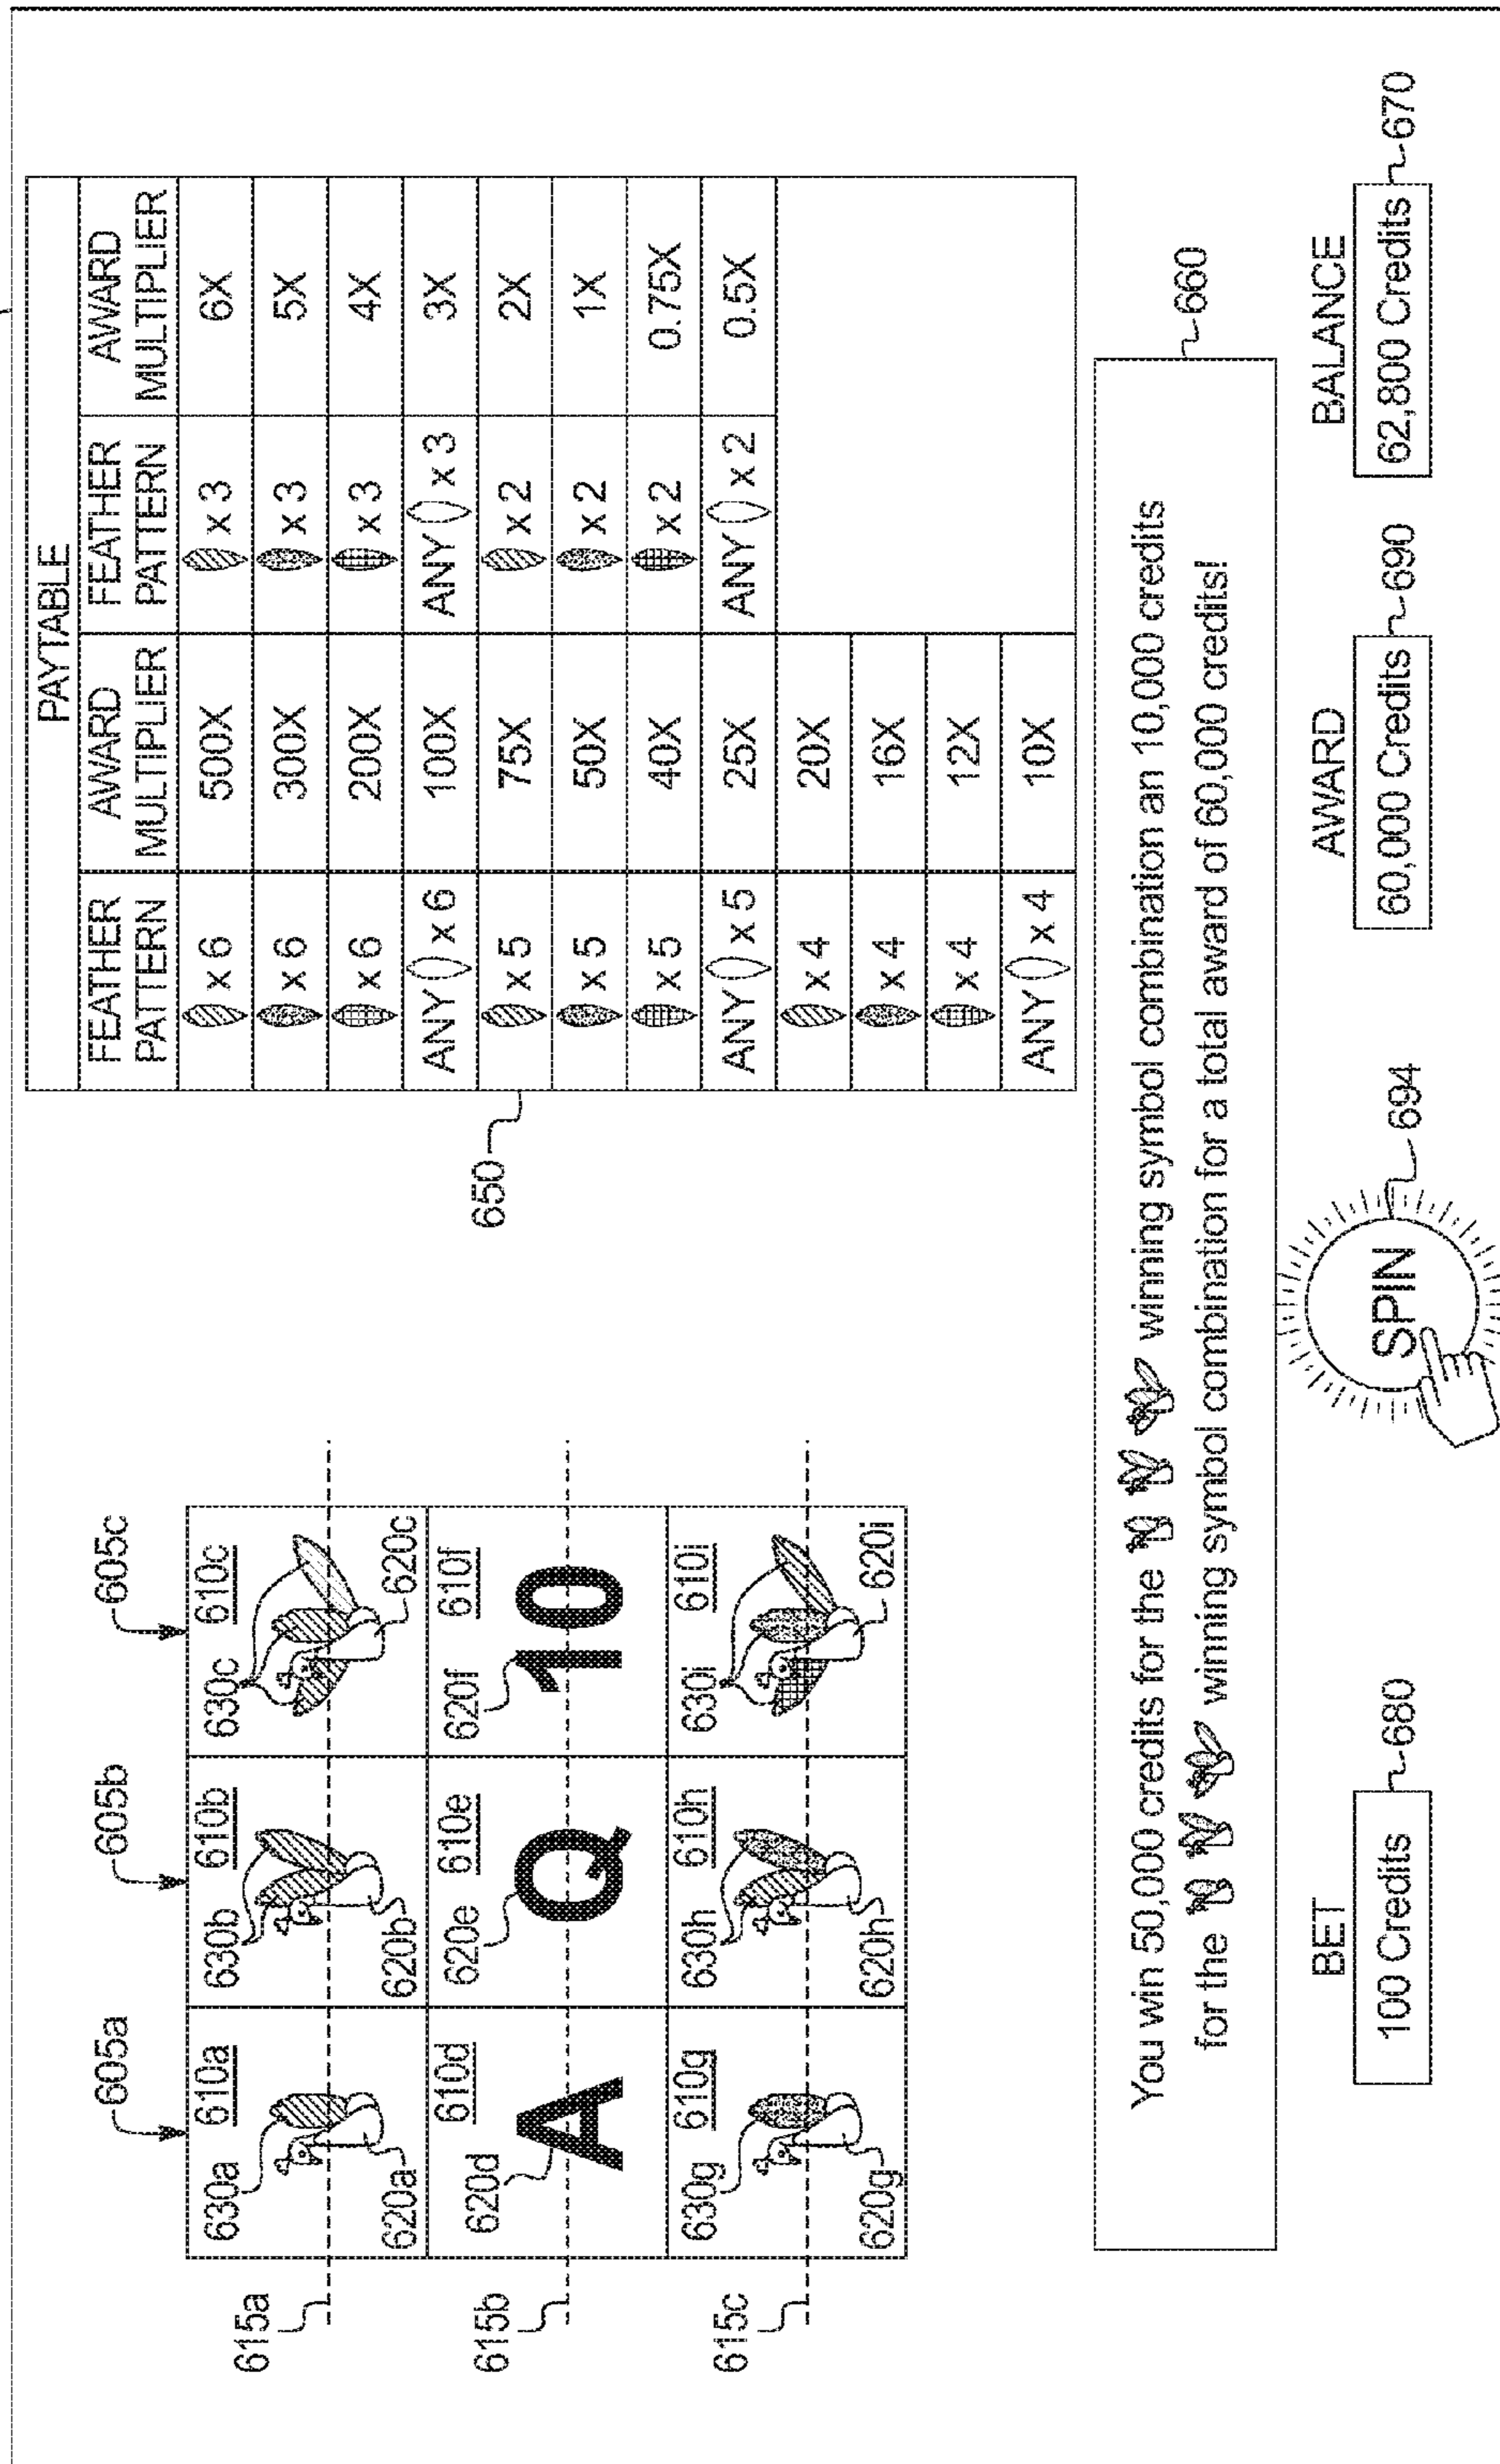 605a
605b
605c
615a
630a
610a
620a
630b
610b
620b
630c
610c
620c
615b
620d
610d
A
620e
610e
Q
620f
610f
10
615c
630g
610g
620g
630h
610h
620h
630i
610i
620i
650
PAYTABLE
FEATHER PATTERN AWARD MULTIPLIER FEATHER PATTERN AWARD MULTIPLIER
x 6 500X x 3 6X
x 6 300X x 3 5X
x 6 200X x 3 4X
ANY x 6 100X ANY x 3 3X
x 5 75X x 2 2X
x 5 50X x 2 1X
x 5 40X x 2 0.75X
ANY x 5 25X ANY x 2 0.5X
x 4 20X
x 4 16X
x 4 12X
ANY x 4 10X
You win 50,000 credits for the winning symbol combination an 10,000 credits
for the winning symbol combination for a total award of 60,000 credits!
660
BET
100 Credits
680
SPIN
694
AWARD
60,000 Credits
690
BALANCE
62,800 Credits
670